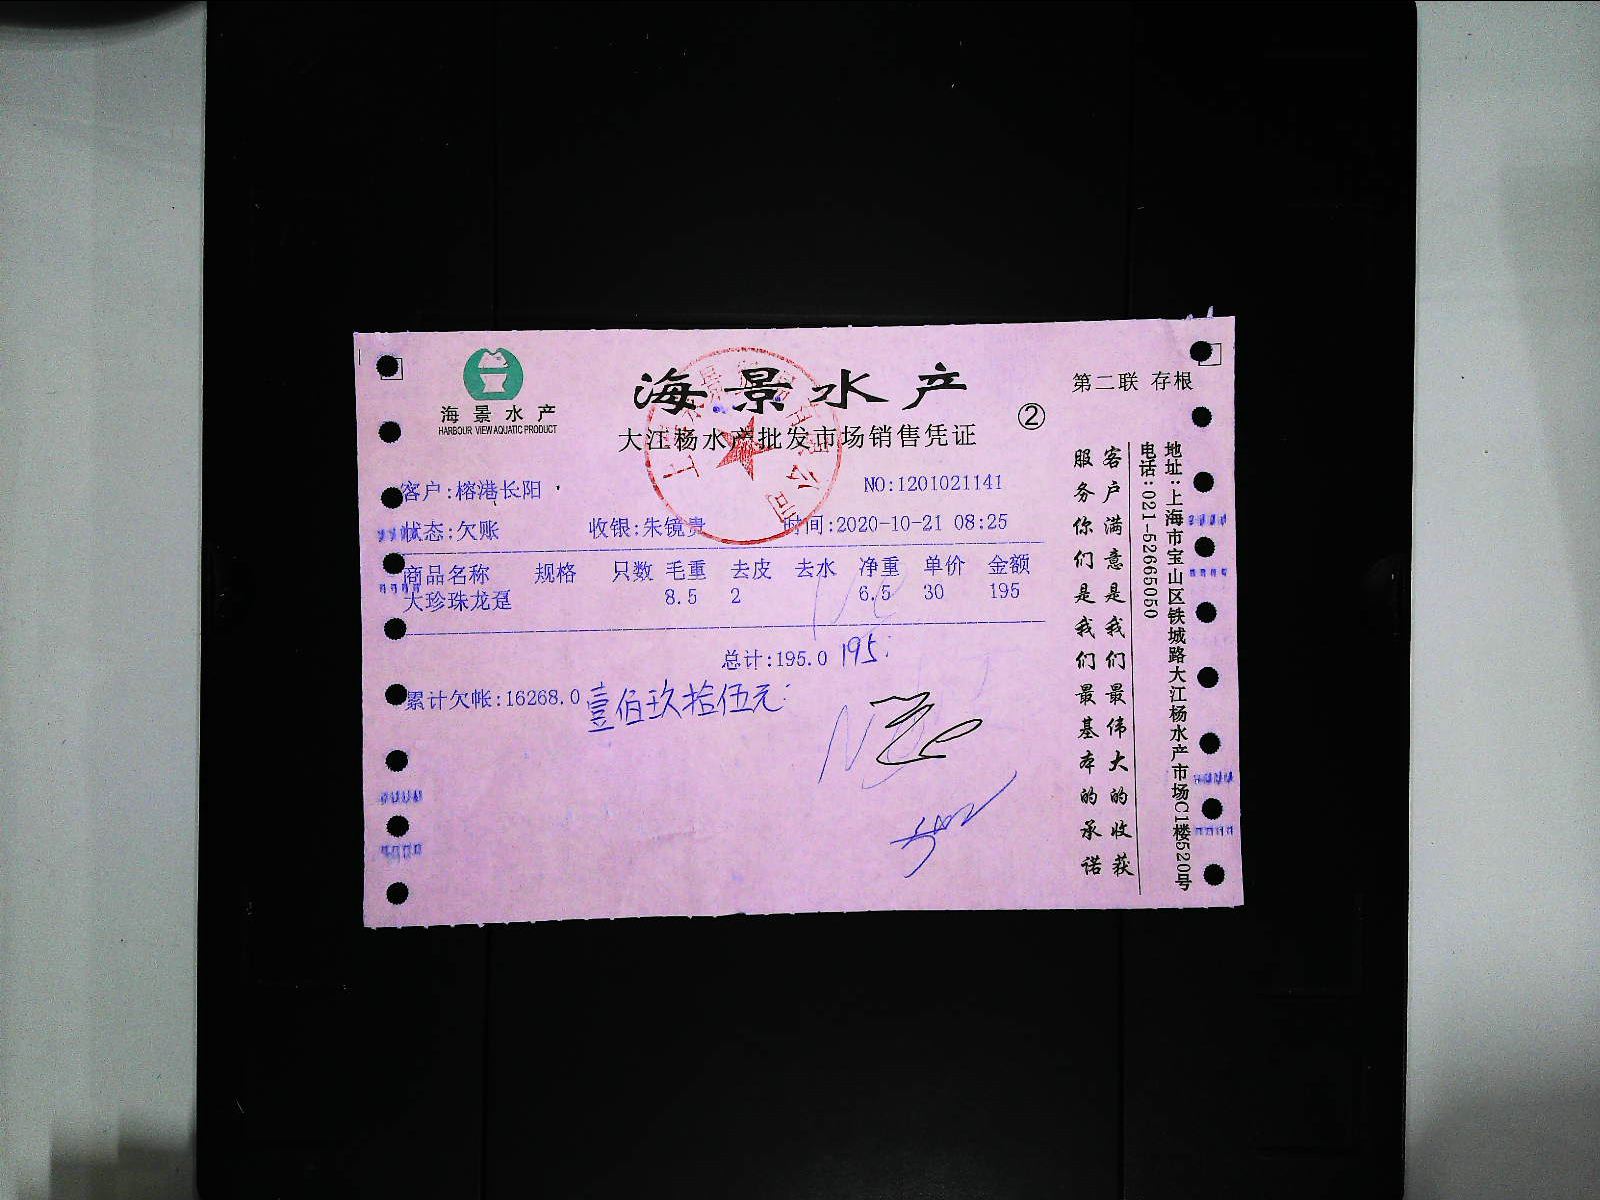 海景水产
HARBOUR VIEW AQUATIC PRODUCT
海景水产
大江杨水产批发市场销售凭证
②
第二联 存根
客户:榕港长阳
NO:1201021141
状态:欠账 收银:朱镜贵 时间:2020-10-21 08:25
商品名称 规格 只数 毛重 去皮 去水 净重 单价 金额
大珍珠龙趸 8.5 2 6.5 30 195
总计:195.0 195
累计欠帐:16268.0 壹佰玖拾伍元
客户满意是我们最伟大的收获
服务你们是我们最基本的承诺
地址:上海市宝山区铁城路大江杨水产市场C1楼520号
电话:021-52665050